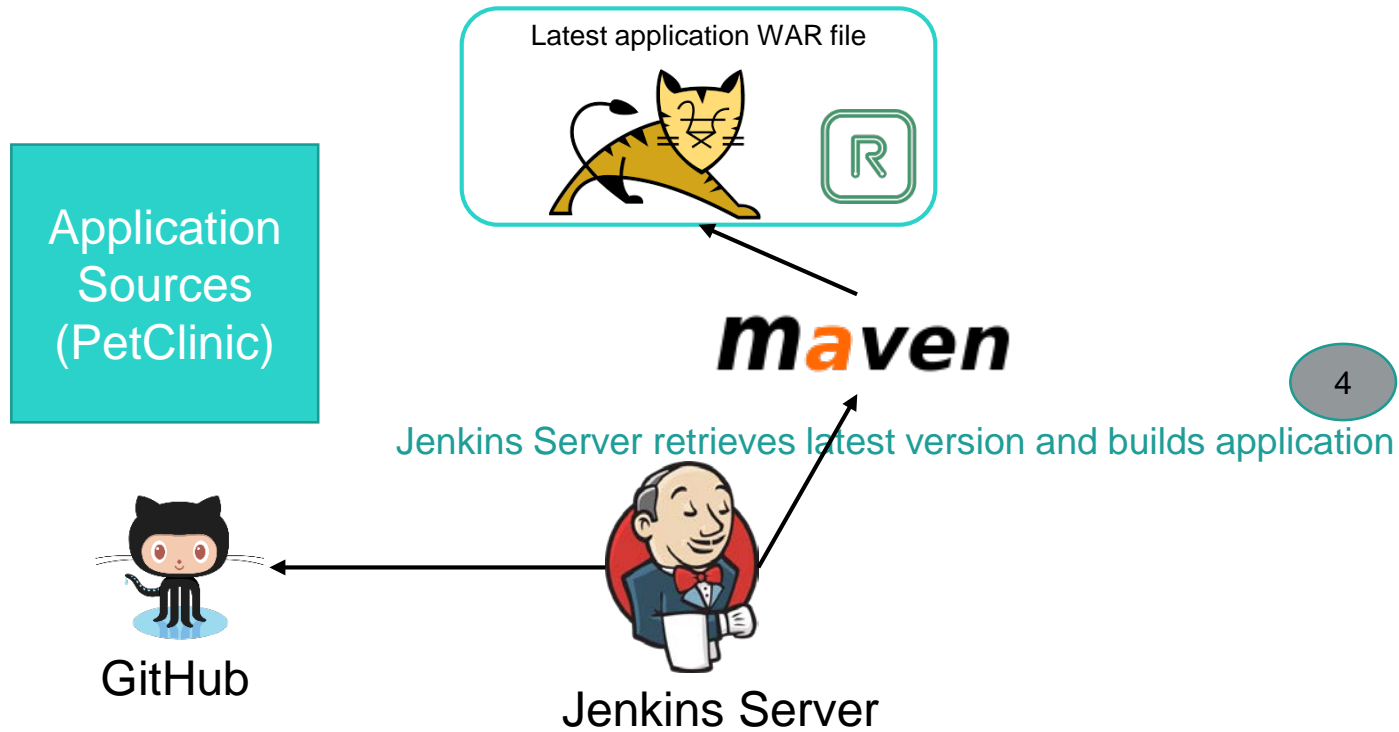 Latest application WAR file
R
Application
Sources
(PetClinic)
maven
4
Jenkins Server retrieves latest version and builds application
GitHub
Jenkins Server